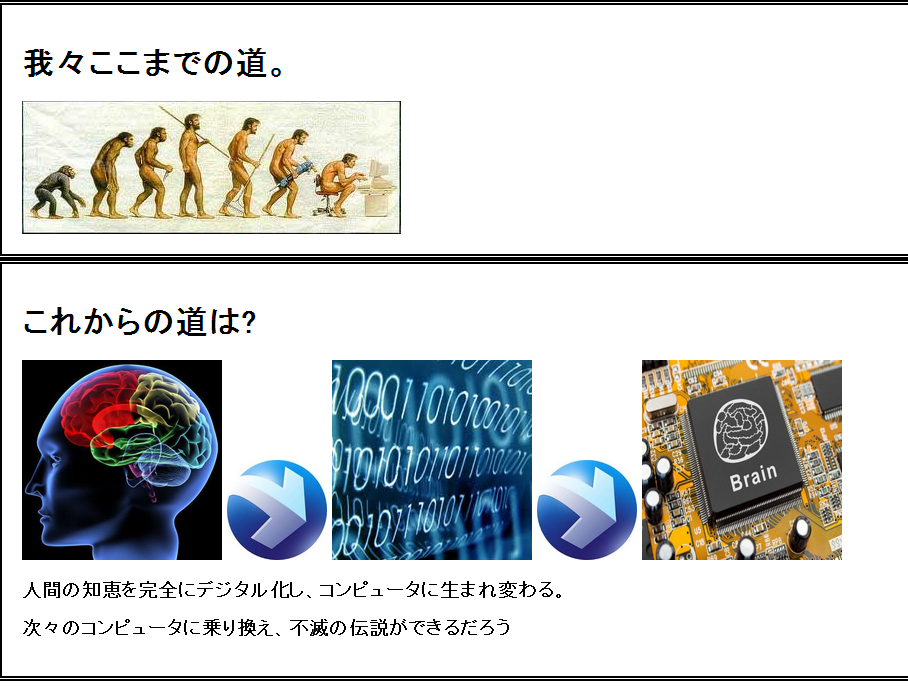 我々ここまでの道。
これからの道は?
Brain
人間の知恵を完全にデジタル化し、コンピュータに生まれ変わる。
次々のコンピュータに乗り換え、不滅の伝説ができるだろう